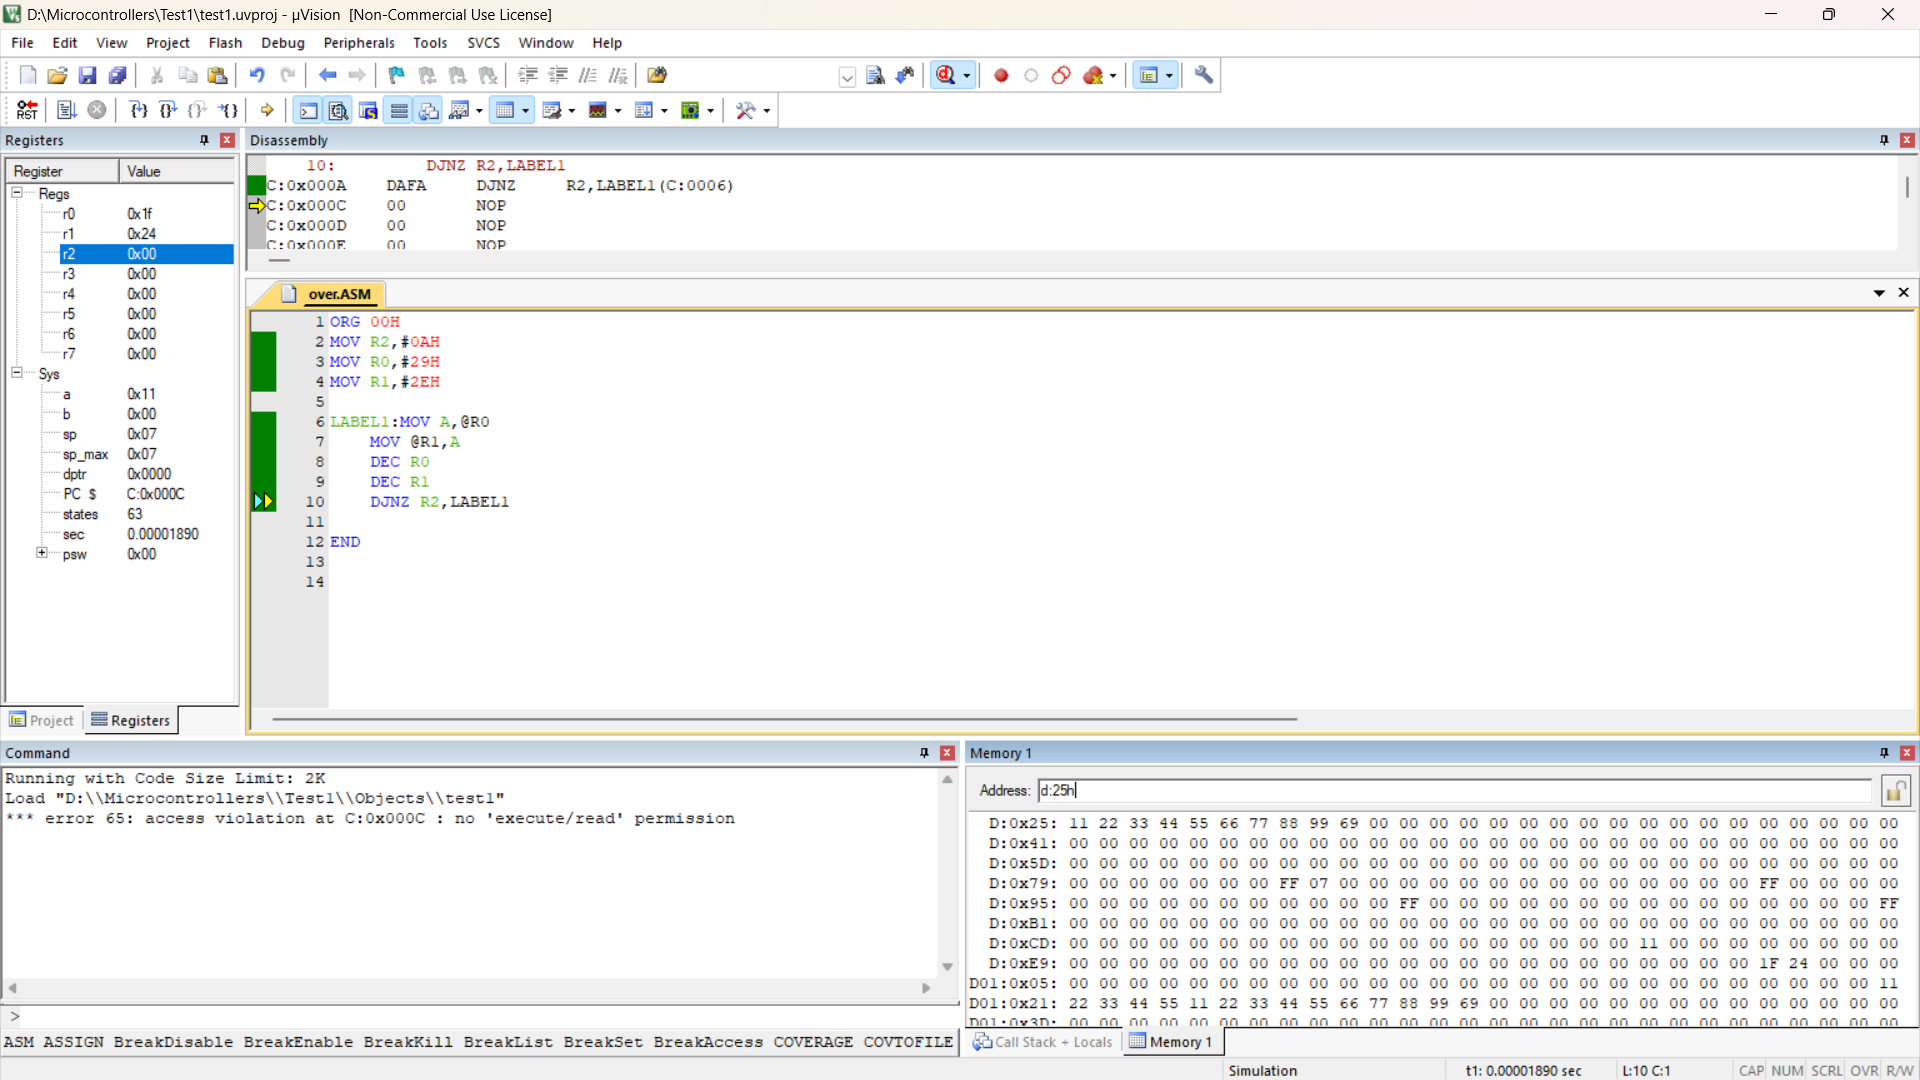 D:\Microcontrollers\Test1\test1.uvproj - µVision  [Non-Commercial Use License]
File Edit View Project Flash Debug Peripherals Tools SVCS Window Help
Registers
Register Value
Regs
r0 0x1f
r1 0x24
r2 0x00
r3 0x00
r4 0x00
r5 0x00
r6 0x00
r7 0x00
Sys
a 0x11
b 0x00
sp 0x07
sp_max 0x07
dptr 0x0000
PC $ C:0x000C
states 63
sec 0.00001890
psw 0x00
Project Registers
Disassembly
10: DJNZ R2,LABEL1
C:0x000A DAFA DJNZ R2,LABEL1(C:0006)
C:0x000C 00 NOP
C:0x000D 00 NOP
C:0x000E 00 NOP
over.ASM
1 ORG 00H
2 MOV R2,#0AH
3 MOV R0,#29H
4 MOV R1,#2EH
5
6 LABEL1:MOV A,@R0
7 MOV @R1,A
8 DEC R0
9 DEC R1
10 DJNZ R2,LABEL1
11
12 END
13
14
Command
Running with Code Size Limit: 2K
Load "D:\\Microcontrollers\\Test1\\Objects\\test1"
*** error 65: access violation at C:0x000C : no 'execute/read' permission
>
ASM ASSIGN BreakDisable BreakEnable BreakKill BreakList BreakSet BreakAccess COVERAGE COVTOFILE
Memory 1
Address: d:25h
D:0x25: 11 22 33 44 55 66 77 88 99 69 00 00 00 00 00 00 00 00 00 00 00 00 00 00 00 00 00 00
D:0x41: 00 00 00 00 00 00 00 00 00 00 00 00 00 00 00 00 00 00 00 00 00 00 00 00 00 00 00 00
D:0x5D: 00 00 00 00 00 00 00 00 00 00 00 00 00 00 00 00 00 00 00 00 00 00 00 00 00 00 00 00
D:0x79: 00 00 00 00 00 00 00 FF 07 00 00 00 00 00 00 00 00 00 00 00 00 00 00 FF 00 00 00 00
D:0x95: 00 00 00 00 00 00 00 00 00 00 00 FF 00 00 00 00 00 00 00 00 00 00 00 00 00 00 00 FF
D:0xB1: 00 00 00 00 00 00 00 00 00 00 00 00 00 00 00 00 00 00 00 00 00 00 00 00 00 00 00 00
D:0xCD: 00 00 00 00 00 00 00 00 00 00 00 00 00 00 00 00 00 00 00 11 00 00 00 00 00 00 00 00
D:0xE9: 00 00 00 00 00 00 00 00 00 00 00 00 00 00 00 00 00 00 00 00 00 00 00 1F 24 00 00 00
D01:0x05: 00 00 00 00 00 00 00 00 00 00 00 00 00 00 00 00 00 00 00 00 00 00 00 00 00 00 00 11
D01:0x21: 22 33 44 55 11 22 33 44 55 66 77 88 99 69 00 00 00 00 00 00 00 00 00 00 00 00 00 00
D01:0x3D: 00 00 00 00 00 00 00 00 00 00 00 00 00 00 00 00 00 00 00 00 00 00 00 00 00 00 00 00
Call Stack + Locals Memory 1
Simulation t1: 0.00001890 sec L:10 C:1 CAP NUM SCRL OVR R/W